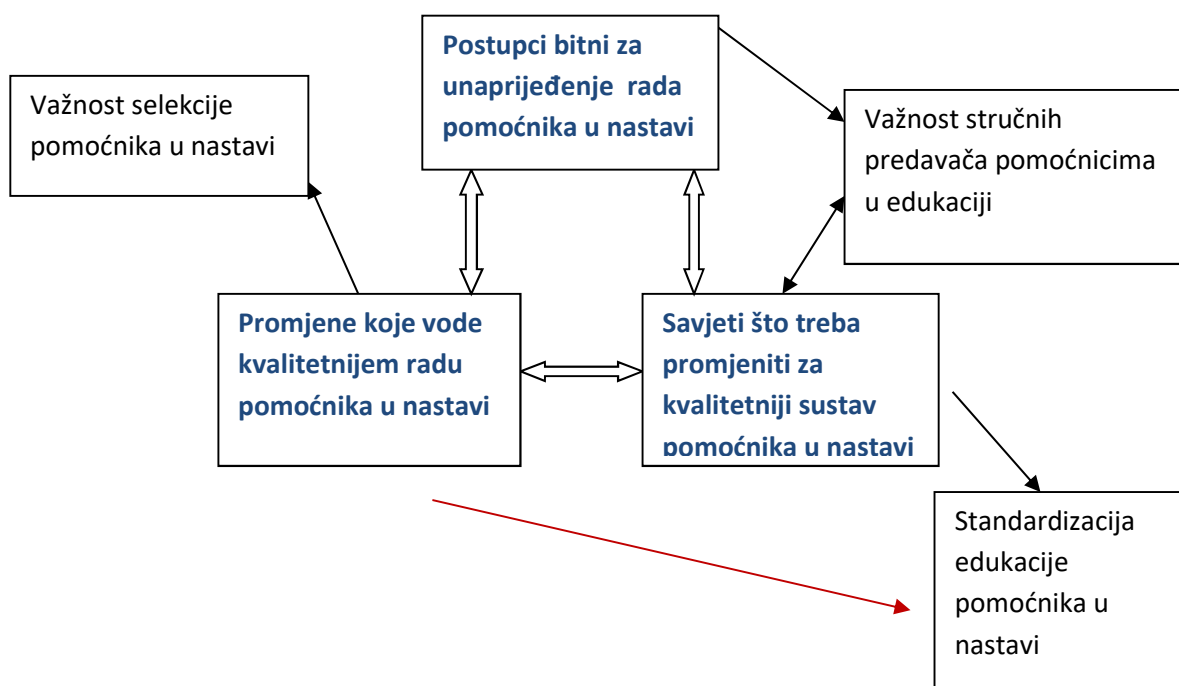 Postupci bitni za
unaprijeđenje  rada
pomoćnika u nastavi
Važnost selekcije
pomoćnika u nastavi
Važnost stručnih
predavača pomoćnicima
u edukaciji
Promjene koje vode
kvalitetnijem radu
pomoćnika u nastavi
Savjeti što treba
promjeniti za
kvalitetniji sustav
pomoćnika u nastavi
Standardizacija
edukacije
pomoćnika u
nastavi